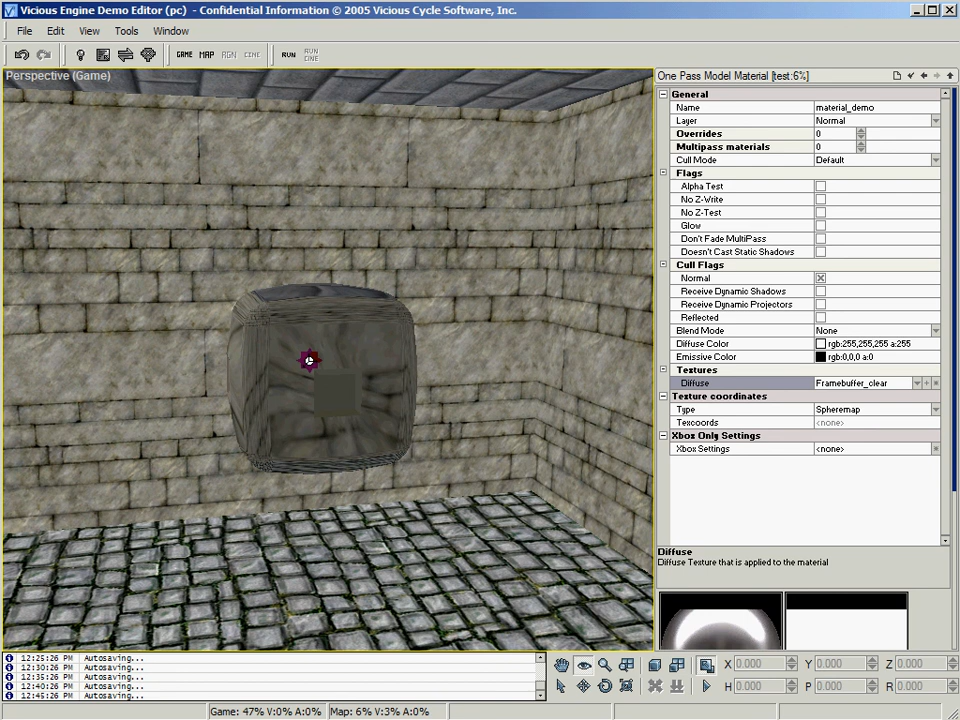 Vicious Engine Demo Editor (pc) - Confidential Information © 2005 Vicious Cycle Software, Inc.
File Edit View Tools Window
GAME MAP RGN CINE RUN RUN CINE
Perspective (Game)
One Pass Model Material [test:6%]
General
Name material_demo
Layer Normal
Overrides 0
Multipass materials 0
Cull Mode Default
Flags
Alpha Test
No Z-Write
No Z-Test
Glow
Don't Fade MultiPass
Doesn't Cast Static Shadows
Cull Flags
Normal
Receive Dynamic Shadows
Receive Dynamic Projectors
Reflected
Blend Mode None
Diffuse Color rgb:255,255,255 a:255
Emissive Color rgb:0,0,0 a:0
Textures
Diffuse Framebuffer_clear
Texture coordinates
Type Spheremap
Texcoords <none>
Xbox Only Settings
Xbox Settings <none>
Diffuse
Diffuse Texture that is applied to the material
12:25:26 PM Autosaving...
12:30:26 PM Autosaving...
12:35:26 PM Autosaving...
12:40:26 PM Autosaving...
12:45:26 PM Autosaving...
X 0.000 Y 0.000 Z 0.000
H 0.000 P 0.000 R 0.000
Game: 47% V:0% A:0% Map: 6% V:3% A:0%